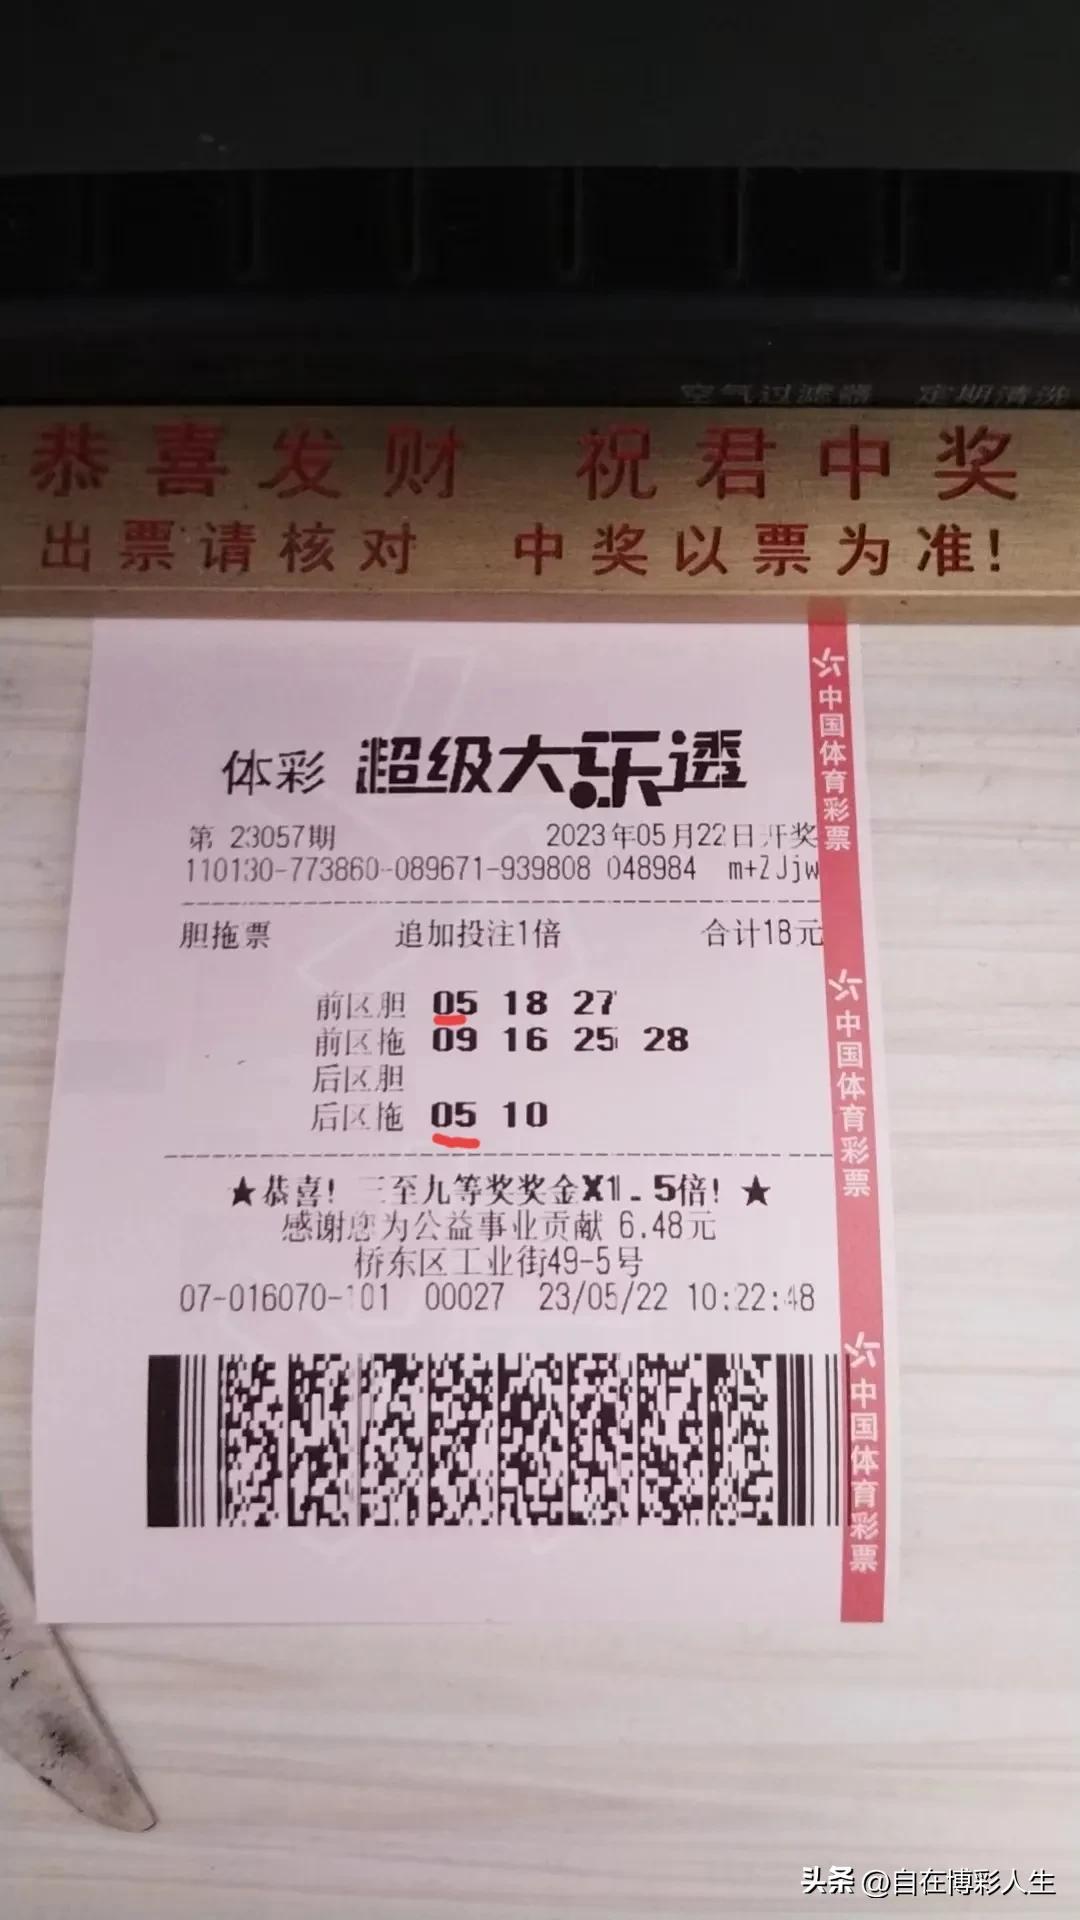 空气过滤器 定期清洗
恭喜发财 祝君中奖
出票请核对 中奖以票为准!
体彩 超级大乐透
第 23057期 2023年05月22日开奖
110130-773860-089671-939808 048984 m+ZJjw
胆拖票 追加投注1倍 合计18元
前区胆 05 18 27
前区拖 09 16 25 28
后区胆
后区拖 05 10
★恭喜! 三至九等奖奖金X1.5倍!★
感谢您为公益事业贡献 6.48元
桥东区工业街49-5号
07-016070-101 00027 23/05/22 10:22:48
中国体育彩票
中国体育彩票
中国体育彩票
头条 @自在博彩人生